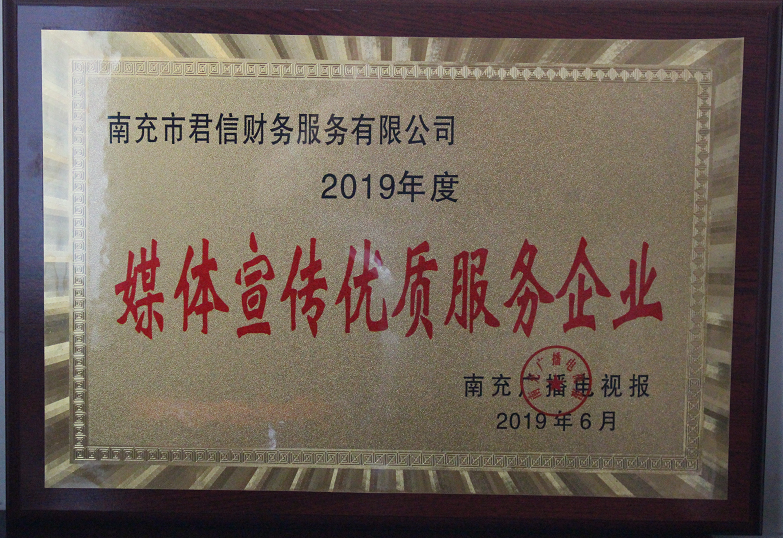 南充市君信财务服务有限公司
2019年度
媒体宣传优质服务企业
南充广播电视报
2019年6月